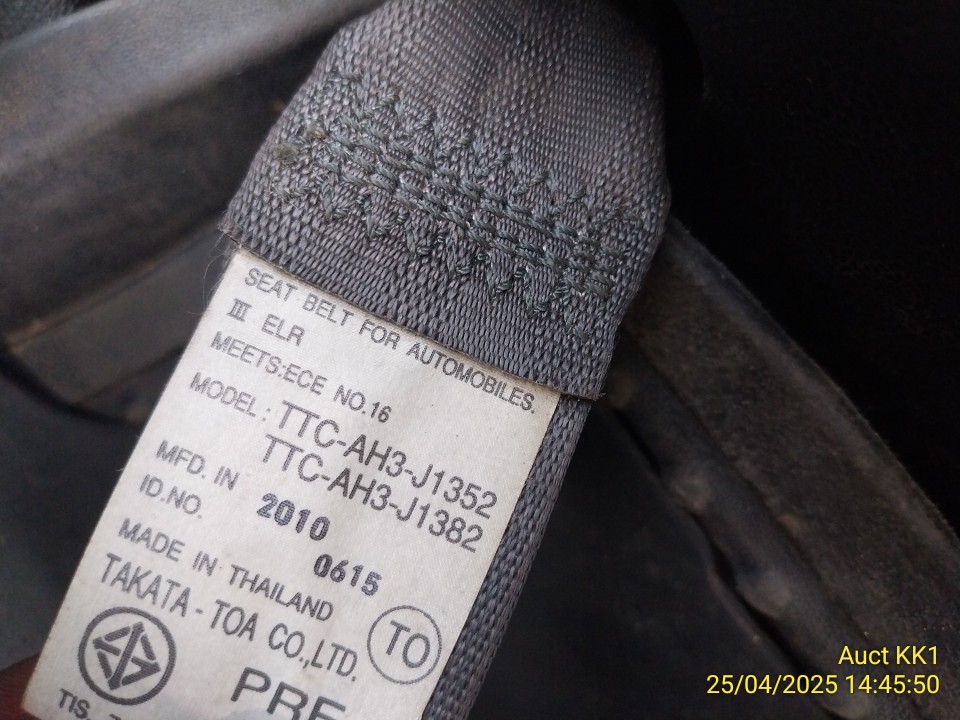 SEAT BELT FOR AUTOMOBILES.
III ELR
MEETS:ECE NO.16
MODEL: TTC-AH3-J1352
TTC-AH3-J1382
MFD. IN 2010
ID.NO. 0615
MADE IN THAILAND
TAKATA-TOA CO.,LTD. TO
TIS.
Auct KK1
25/04/2025 14:45:50